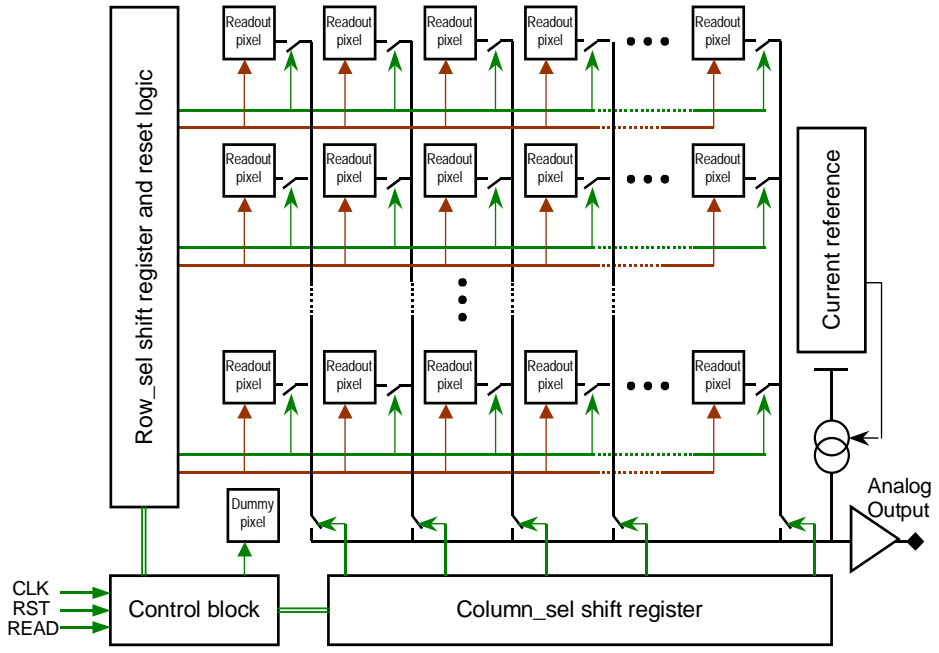 Readout Readout Readout Readout Readout
pixel pixel pixel pixel pixel
Readout Readout Readout Readout Readout
pixel pixel pixel pixel pixel
Readout Readout Readout Readout Readout
pixel pixel pixel pixel pixel
Row_sel shift register and reset logic
Current reference
Dummy
pixel
Analog
Output
CLK
RST
READ
Control block
Column_sel shift register